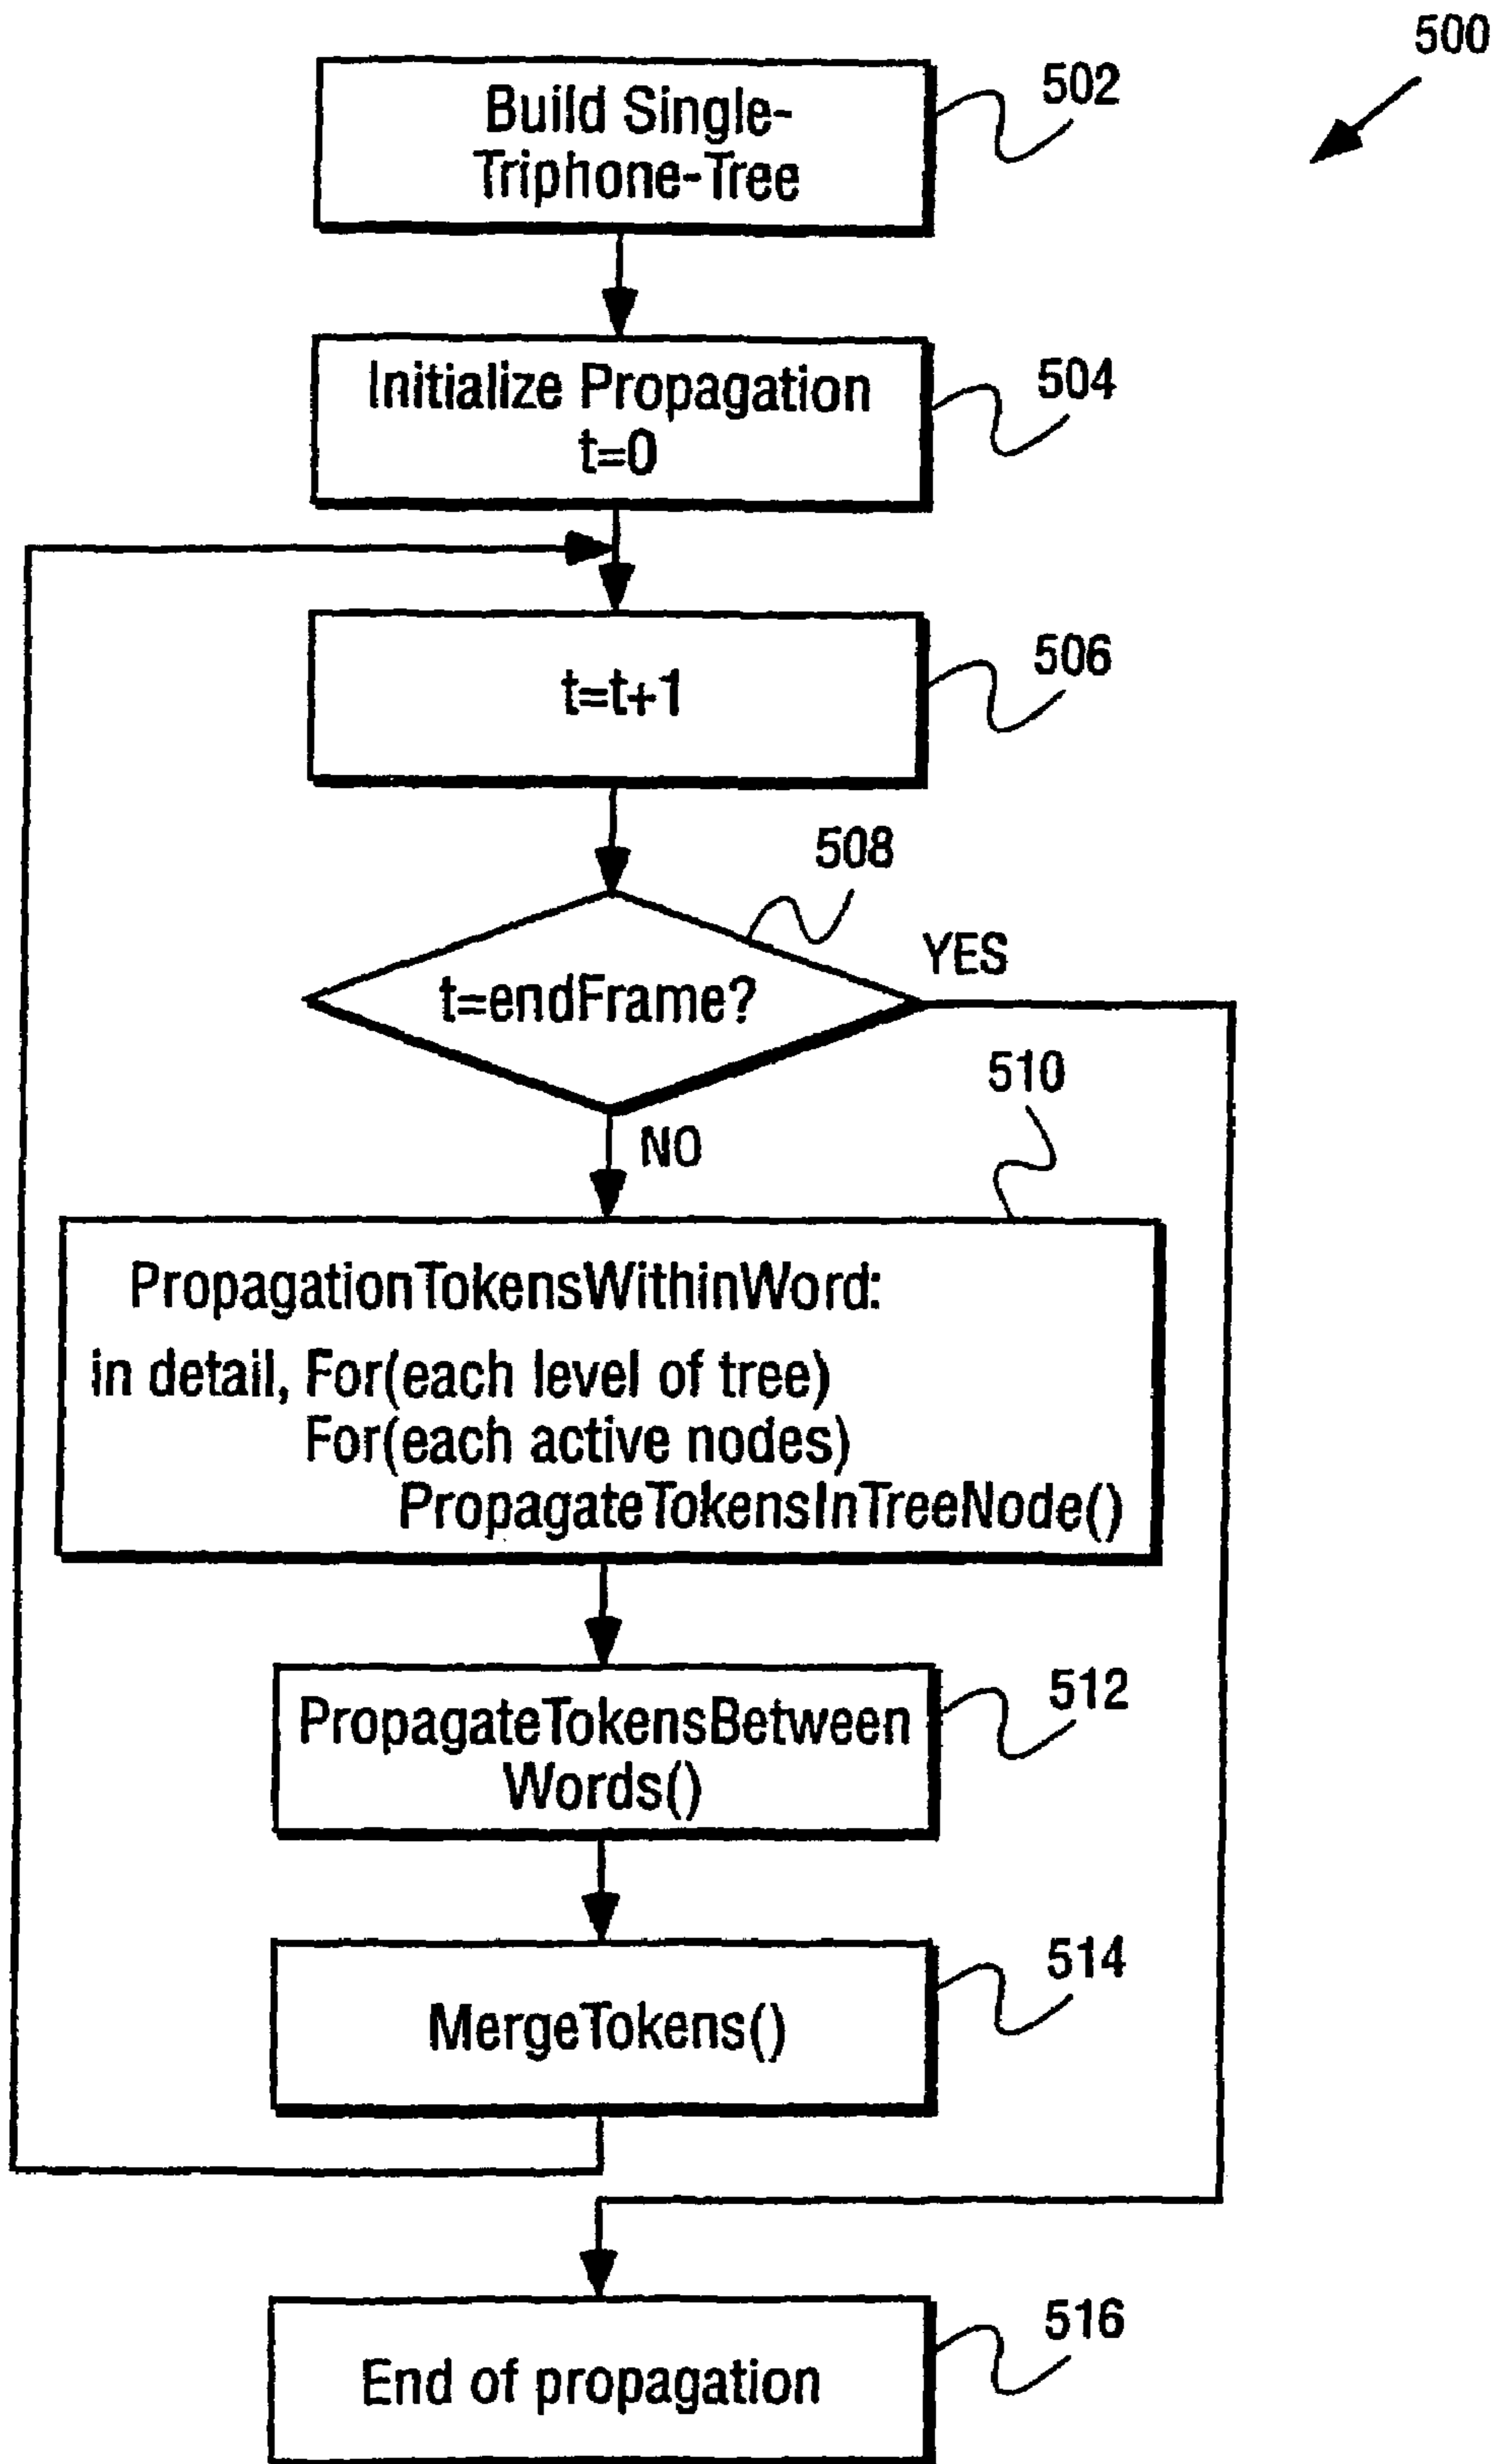 500
Build Single-
Triphone-Tree
502
Initialize Propagation
t=0
504
t=t+1
506
508
t=endFrame?
YES
NO
510
PropagationTokensWithinWord:
in detail, For(each level of tree)
For(each active nodes)
PropagateTokensInTreeNode()
PropagateTokensBetween
Words()
512
MergeTokens()
514
End of propagation
516